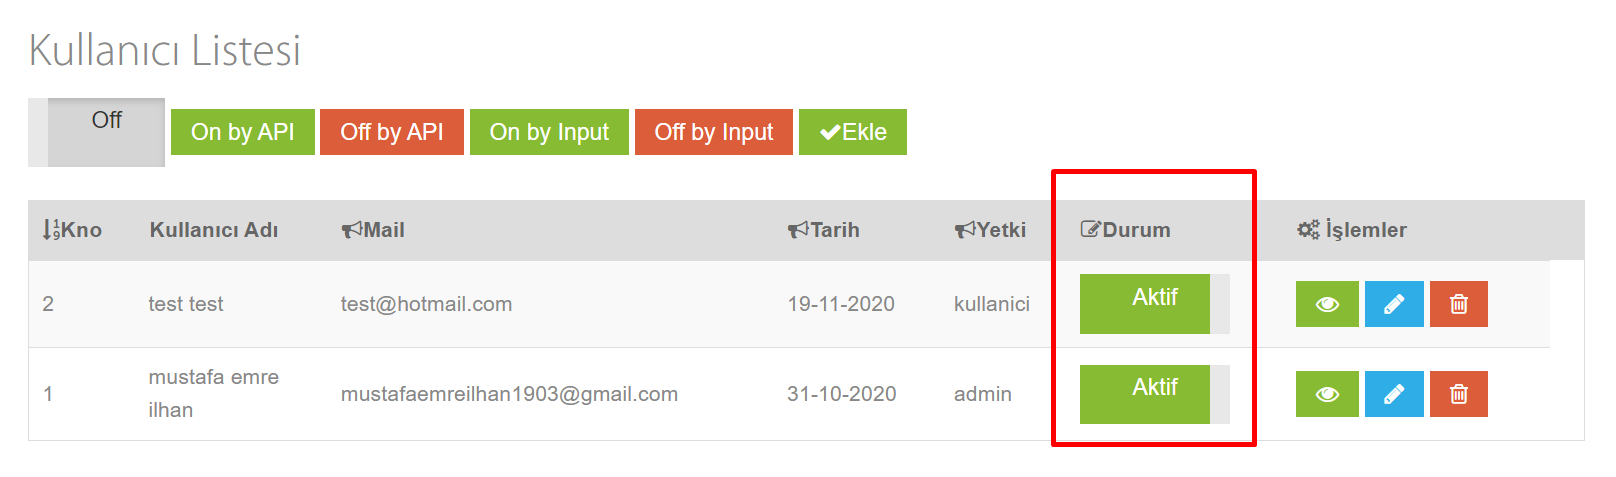 Kullanıcı Listesi
Off On by API Off by API On by Input Off by Input Ekle
Kno Kullanıcı Adı Mail Tarih Yetki Durum İşlemler
2 test test test@hotmail.com 19-11-2020 kullanici Aktif
1 mustafa emre ilhan mustafaemreilhan1903@gmail.com 31-10-2020 admin Aktif